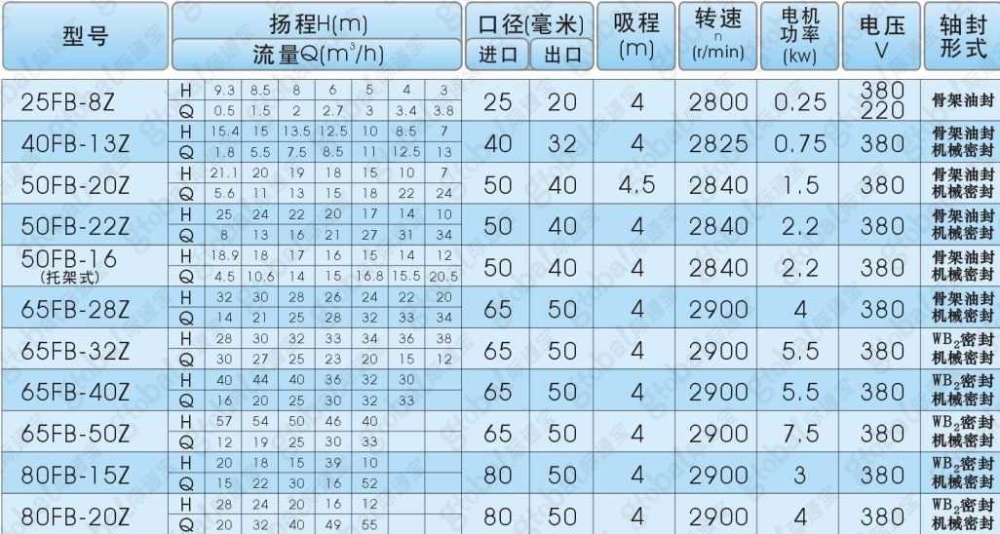 型号 扬程H(m) 口径(毫米) 吸程(m) 转速n(r/min) 电机功率(kw) 电压V 轴封形式
流量Q(m³/h) 进口 出口
25FB-8Z H 9.3 8.5 8 6 5 4 3 25 20 4 2800 0.25 380 220 骨架油封
Q 0.5 1.5 2 2.7 3 3.4 3.8
40FB-13Z H 15.4 15 13.5 12.5 10 8.5 7 40 32 4 2825 0.75 380 骨架油封
Q 1.8 5.5 7.5 8.5 11 12.5 13 机械密封
50FB-20Z H 21.1 20 19 18 15 10 7 50 40 4.5 2840 1.5 380 骨架油封
Q 5.6 11 13 15 18 22 24 机械密封
50FB-22Z H 25 24 22 20 17 14 10 50 40 4 2840 2.2 380 骨架油封
Q 8 13 16 21 27 31 34 机械密封
50FB-16 H 18.9 18 17 16 15 14 12 50 40 4 2840 2.2 380 骨架油封
(托架式) Q 4.5 10.6 14 15 16.8 15.5 20.5 机械密封
65FB-28Z H 32 30 28 26 24 22 20 65 50 4 2900 4 380 骨架油封
Q 14 21 25 28 32 33 34 机械密封
65FB-32Z H 28 30 32 33 34 36 38 65 50 4 2900 5.5 380 WB₂密封
Q 30 27 25 23 20 15 12 机械密封
65FB-40Z H 40 44 40 36 32 30 65 50 4 2900 5.5 380 WB₂密封
Q 16 20 25 30 32 33 机械密封
65FB-50Z H 57 54 50 46 40 65 50 4 2900 7.5 380 WB₂密封
Q 12 19 25 30 33 机械密封
80FB-15Z H 20 18 15 39 10 80 50 4 2900 3 380 WB₂密封
Q 15 22 30 16 52 机械密封
80FB-20Z H 28 24 20 16 12 80 50 4 2900 4 380 WB₂密封
Q 20 32 40 49 55 机械密封